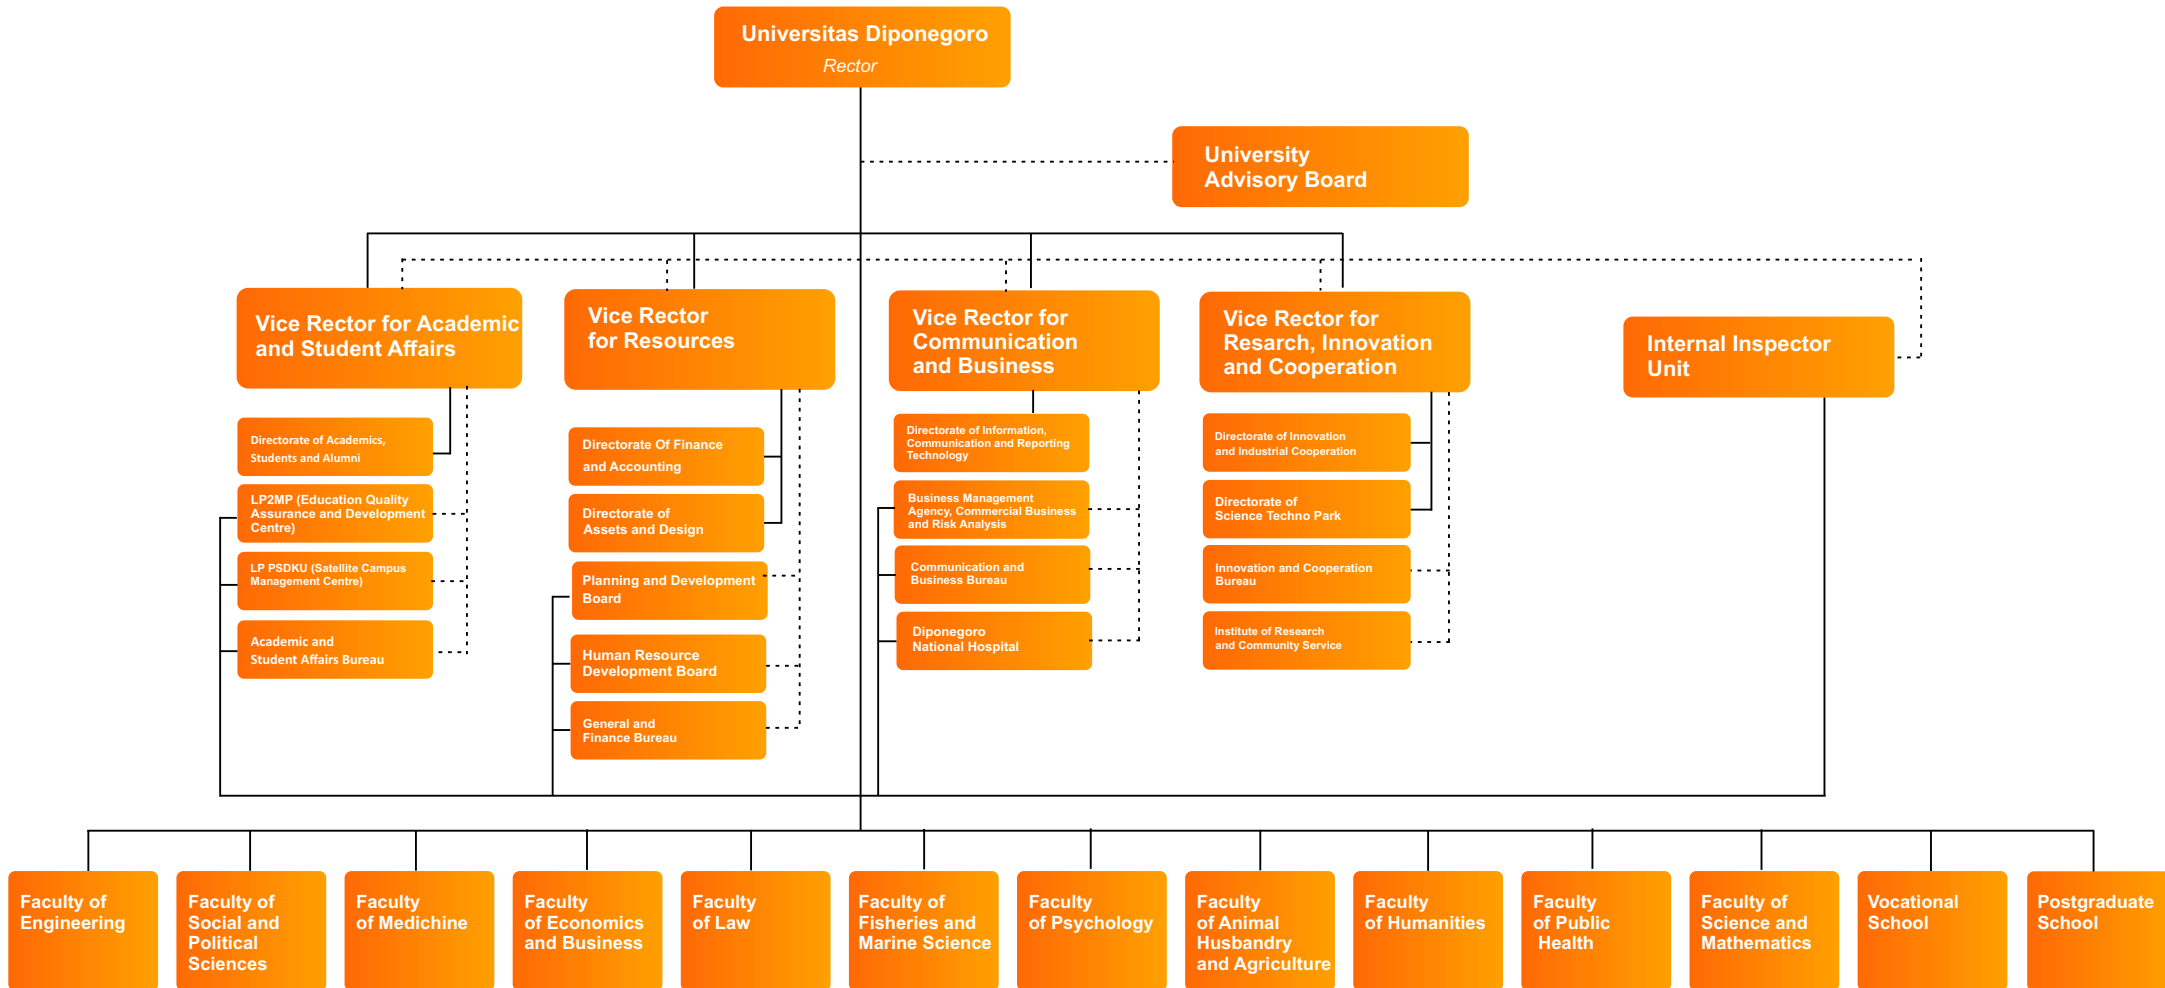 Universitas Diponegoro
Rector
University
Advisory Board
Vice Rector for Academic
and Student Affairs
Vice Rector
for Resources
Vice Rector for
Communication
and Business
Vice Rector for
Resarch, Innovation
and Cooperation
Internal Inspector
Unit
Directorate of Academics,
Students and Alumni
LP2MP (Education Quality
Assurance and Development
Centre)
LP PSDKU (Satellite Campus
Management Centre)
Academic and
Student Affairs Bureau
Directorate Of Finance
and Accounting
Directorate of
Assets and Design
Planning and Development
Board
Human Resource
Development Board
General and
Finance Bureau
Directorate of Information,
Communication and Reporting
Technology
Business Management
Agency, Commercial Business
and Risk Analysis
Communication and
Business Bureau
Diponegoro
National Hospital
Directorate of Innovation
and Industrial Cooperation
Directorate of
Science Techno Park
Innovation and Cooperation
Bureau
Institute of Research
and Community Service
Faculty of
Engineering
Faculty of
Social and
Political
Sciences
Faculty
of Medichine
Faculty
of Economics
and Business
Faculty
of Law
Faculty of
Fisheries and
Marine Science
Faculty
of Psychology
Faculty
of Animal
Husbandry
and Agriculture
Faculty
of Humanities
Faculty
of Public
Health
Faculty of
Science and
Mathematics
Vocational
School
Postgraduate
School